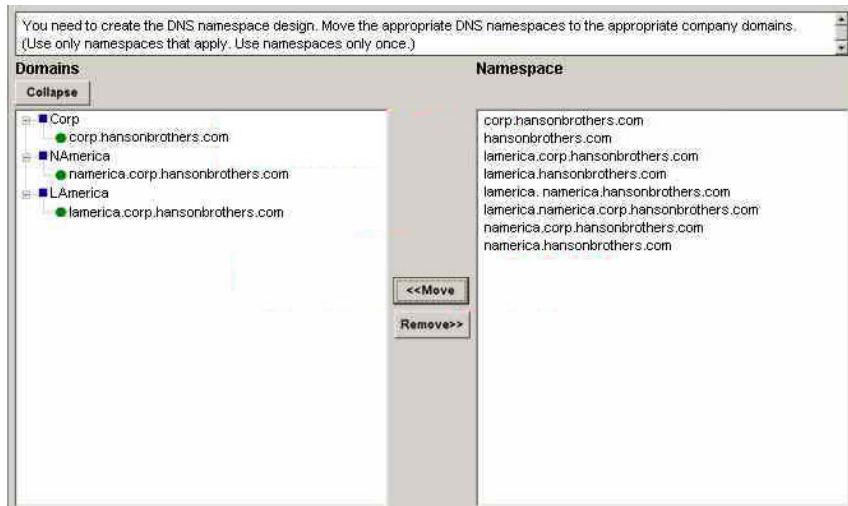 You need to create the DNS namespace design. Move the appropriate DNS namespaces to the appropriate company domains.
(Use only namespaces that apply. Use namespaces only once.)
Domains
Namespace
Collapse
Corp
corp.hansonbrothers.com
NAmerica
namerica.corp.hansonbrothers.com
LAmerica
lamerica.corp.hansonbrothers.com
corp.hansonbrothers.com
hansonbrothers.com
lamerica.corp.hansonbrothers.com
lamerica.hansonbrothers.com
lamerica. namerica.hansonbrothers.com
lamerica.namerica.corp.hansonbrothers.com
namerica.corp.hansonbrothers.com
namerica.hansonbrothers.com
<<Move
Remove>>